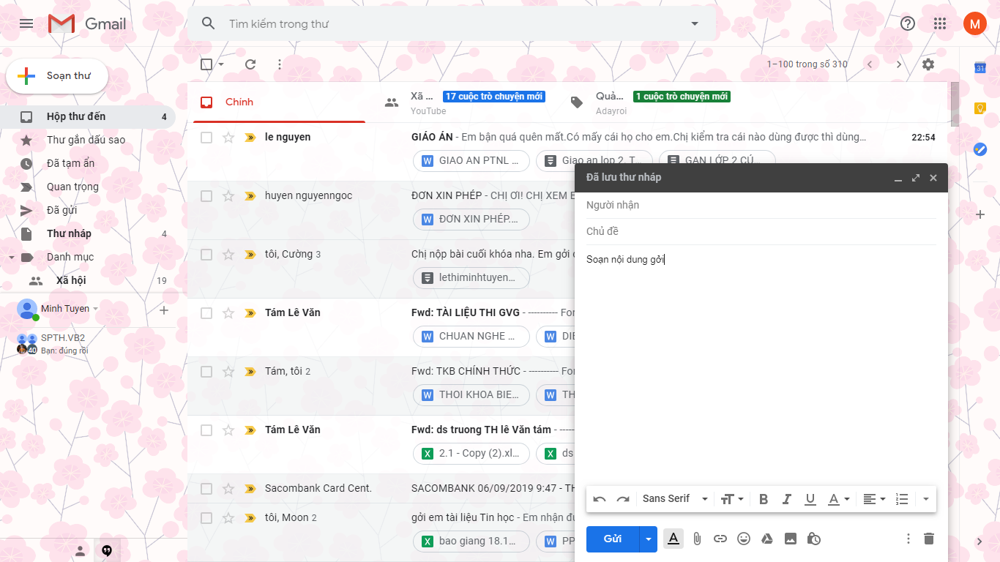 Gmail
Tìm kiếm trong thư
M
Soạn thư
1–100 trong số 310
31
Hộp thư đến 4
Thư gắn dấu sao
Đã tạm ẩn
Quan trọng
Đã gửi
Thư nháp 4
Danh mục
Xã hội 19
Minh Tuyen
SPTH.VB2
40
Bạn: đúng rồi
Chính
Xã ... 17 cuộc trò chuyện mới
YouTube
Quả... 1 cuộc trò chuyện mới
Adayroi
le nguyen GIÁO ÁN - Em bận quá quên mất.Có mấy cái họ cho em.Chị kiểm tra cái nào dùng được thì dùng... 22:54
GIAO AN PTNL ... Giao an lop 2, T... GAN LỚP 2 CÚ...
huyen nguyenngoc ĐƠN XIN PHÉP - CHỊ ƠI! CHỊ XEM E
ĐƠN XIN PHÉP....
tôi, Cường 3 Chị nộp bài cuối khóa nha. Em gởi c
lethiminhtuyen...
Tám Lê Văn Fwd: TÀI LIỆU THI GVG - ---------- For
CHUAN NGHE ... DIE
Tám, tôi 2 Fwd: TKB CHÍNH THỨC - ---------- For
THOI KHOA BIE... TH
Tám Lê Văn Fwd: ds truong TH lê Văn tám - -----
2.1 - Copy (2).xl... ds
Sacombank Card Cent. SACOMBANK 06/09/2019 9:47 - TH
tôi, Moon 2 gởi em tài liệu Tin học - Em nhận đu
bao giang 18.1... PP
Đã lưu thư nháp
Người nhận
Chủ đề
Soạn nội dung gởi
Sans Serif
B I U A
Gửi
A